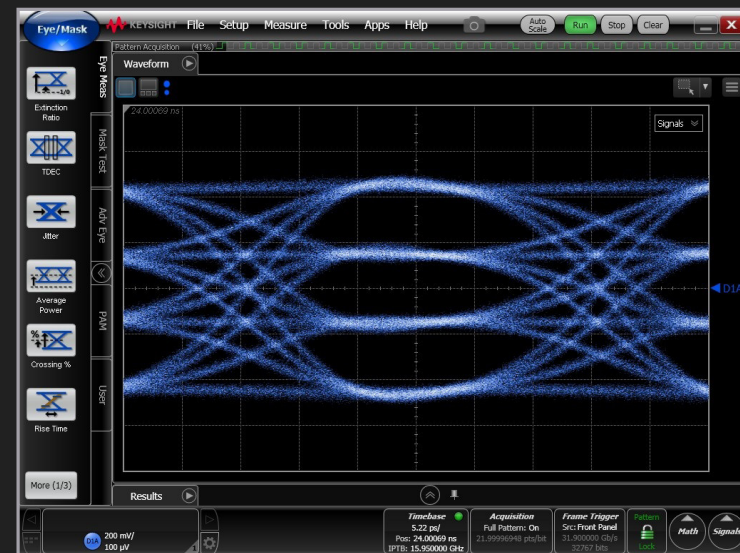 Eye/Mask
KEYSIGHT File Setup Measure Tools Apps Help
Auto Scale
Run
Stop
Clear
Pattern Acquisition (41%)
Waveform
Extinction Ratio
TDEC
Jitter
Average Power
Crossing %
Rise Time
More (1/3)
Eye Meas
Mask Test
Adv Eye
PAM
User
24.00069 ns
Signals
D1A
Results
D1A
200 mV/
100 µV
Timebase
5.22 ps/
Pos: 24.00069 ns
IPTB: 15.950000 GHz
Acquisition
Full Pattern: On
21.99996948 pts/bit
Frame Trigger
Src: Front Panel
31.900000 Gb/s
32767 bits
Pattern
Lock
Math
Signals